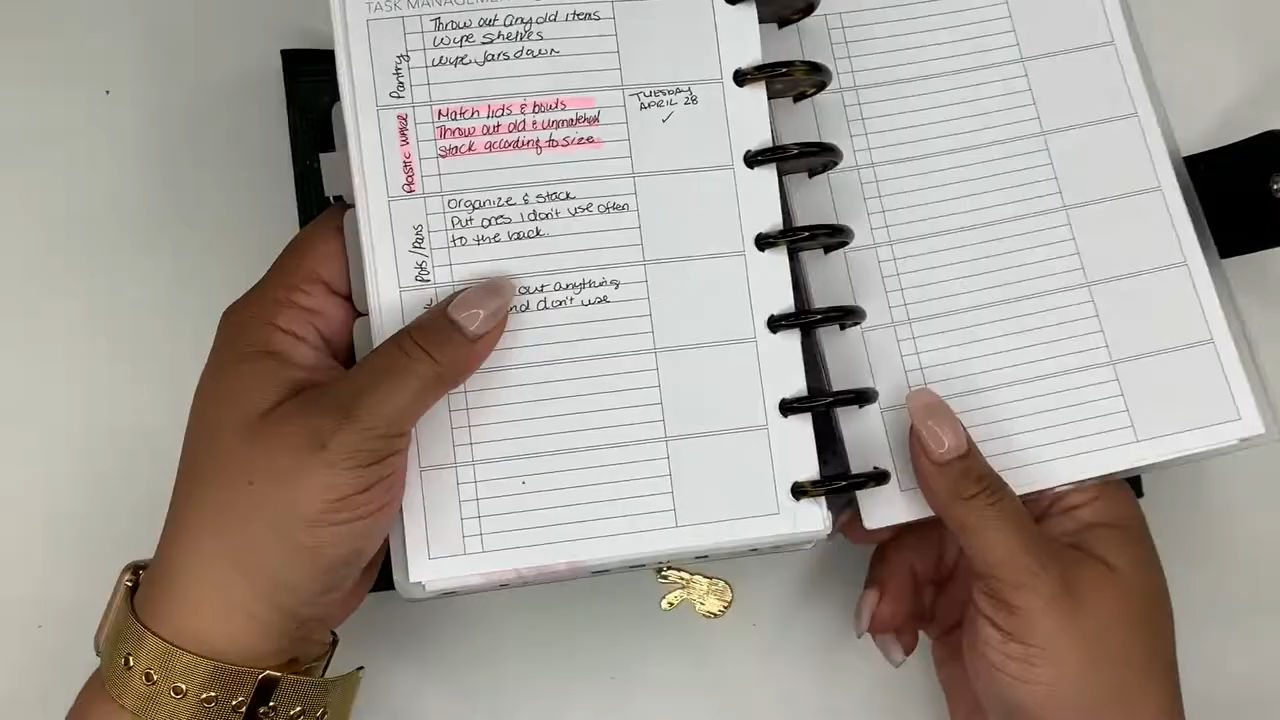 TASK MANAGEMEN
Pantry
Throw out any old items
wipe shelves
wipe jars down
Plastic ware
Match lids & bowls
Throw out old & unmatched
Stack according to size
TUESDAY
APRIL 28
✓
Pots/Pans
Organize & stack
Put ones I don't use often
to the back.
out anything
and don't use